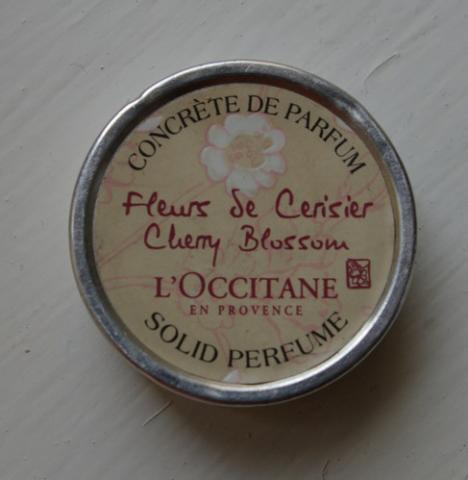 CONCRÈTE DE PARFUM
Fleurs de Cerisier
Cherry Blossom
L'OCCITANE
EN PROVENCE
SOLID PERFUME